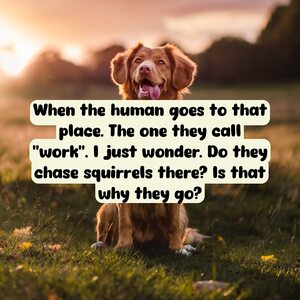 When the human goes to that
place. The one they call
"work". I just wonder. Do they
chase squirrels there? Is that
why they go?